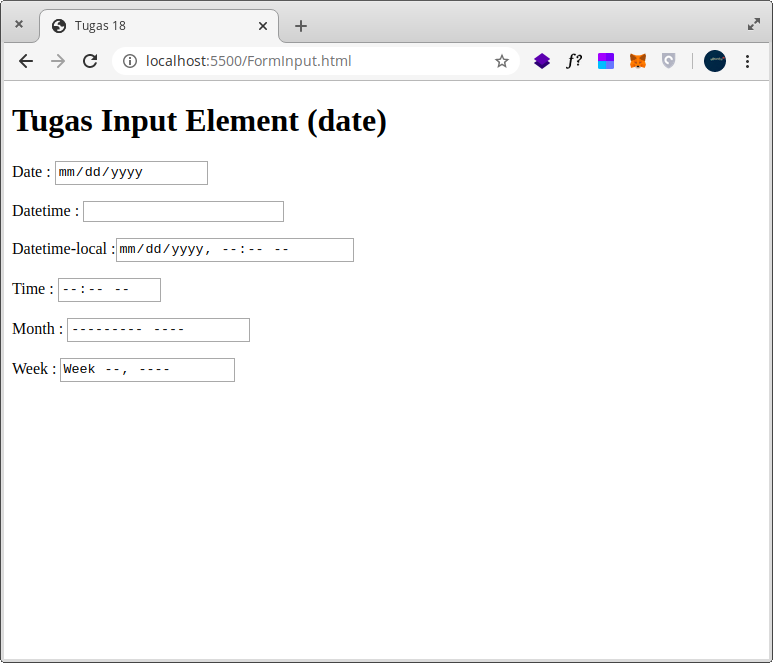 Tugas 18
localhost:5500/FormInput.html
f?
Tugas Input Element (date)
Date : mm/dd/yyyy
Datetime :
Datetime-local : mm/dd/yyyy, --:-- --
Time : --:-- --
Month : --------- ----
Week : Week --, ----